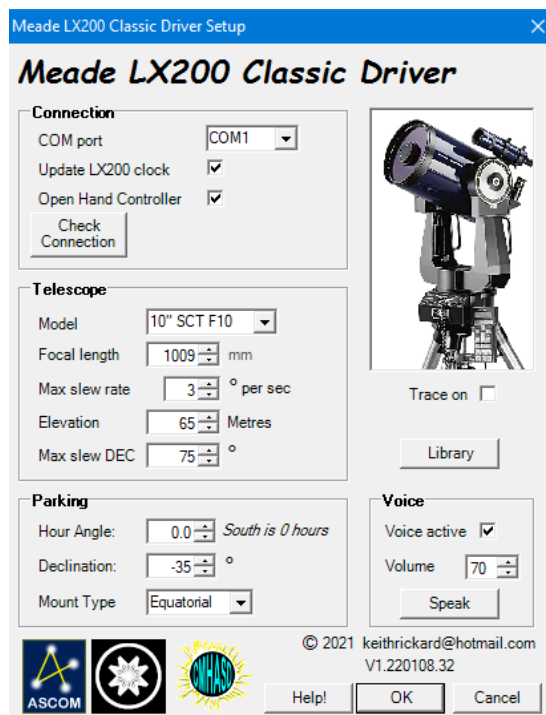 Meade LX200 Classic Driver Setup
Meade LX200 Classic Driver
Connection
COM port COM1
Update LX200 clock
Open Hand Controller
Check
Connection
Telescope
Model 10" SCT F10
Focal length 1009 mm
Max slew rate 3 ° per sec
Elevation 65 Metres
Max slew DEC 75 °
Trace on
Library
Parking
Hour Angle: 0.0 South is 0 hours
Declination: -35 °
Mount Type Equatorial
Voice
Voice active
Volume 70
Speak
© 2021 keithrickard@hotmail.com
V1.220108.32
ASCOM
CMHASD
Help! OK Cancel